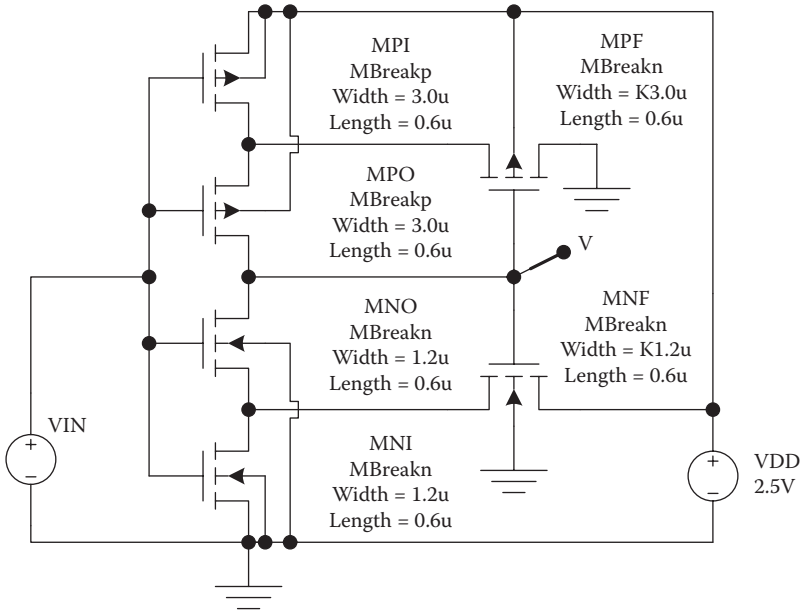 MPI
MBreakp
Width = 3.0u
Length = 0.6u
MPF
MBreakn
Width = K3.0u
Length = 0.6u
MPO
MBreakp
Width = 3.0u
Length = 0.6u
V
MNO
MBreakn
Width = 1.2u
Length = 0.6u
MNF
MBreakn
Width = K1.2u
Length = 0.6u
VIN
+
−
MNI
MBreakn
Width = 1.2u
Length = 0.6u
+
−
VDD
2.5V